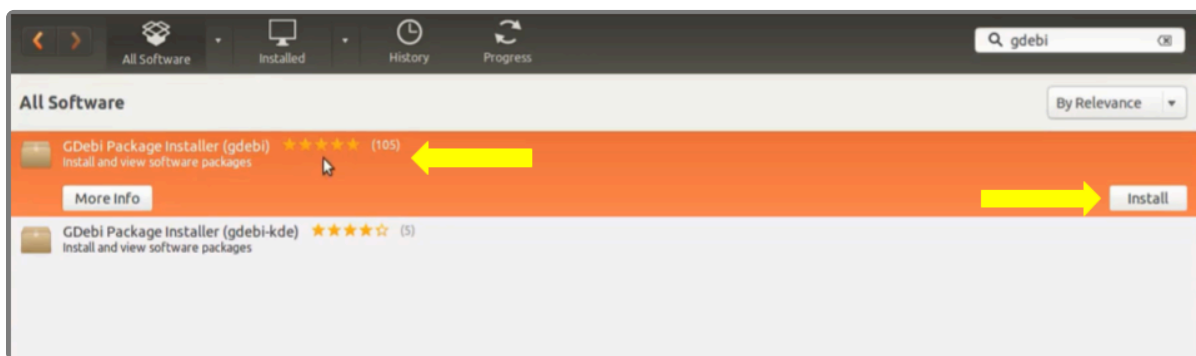 All Software
Installed
History
Progress
gdebi
All Software
By Relevance
GDebi Package Installer (gdebi) (105)
Install and view software packages
More Info
Install
GDebi Package Installer (gdebi-kde) (5)
Install and view software packages